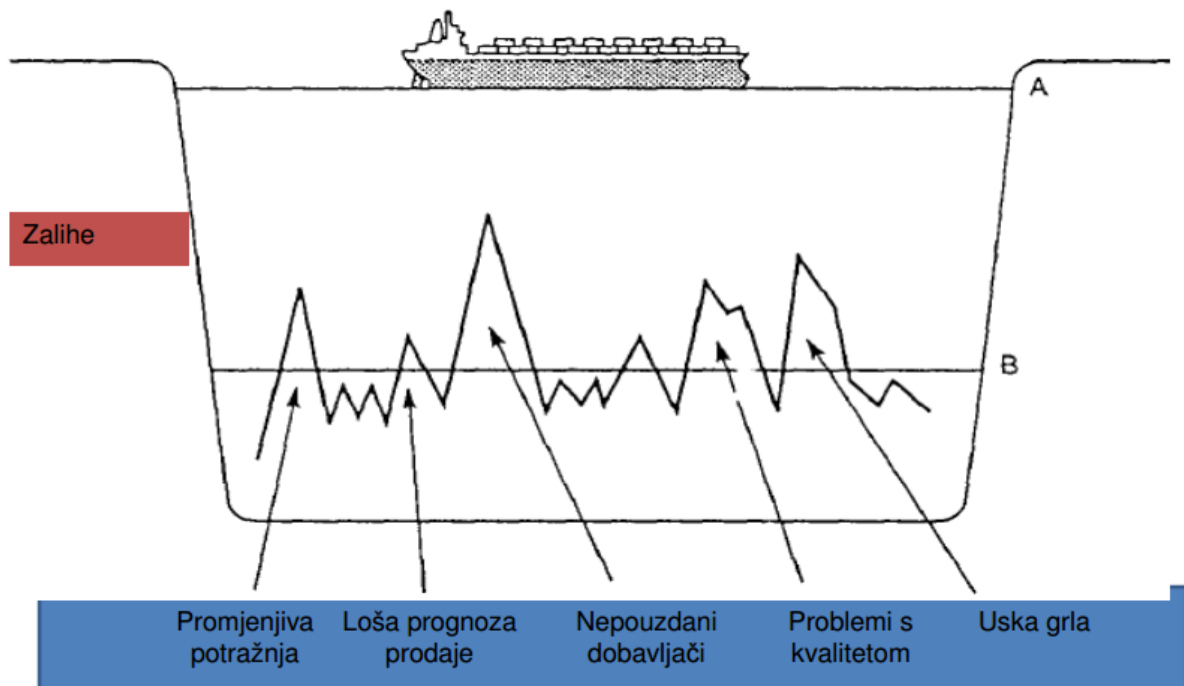 A
Zalihe
B
Promjenjiva
potražnja
Loša prognoza
prodaje
Nepouzdani
dobavljači
Problemi s
kvalitetom
Uska grla